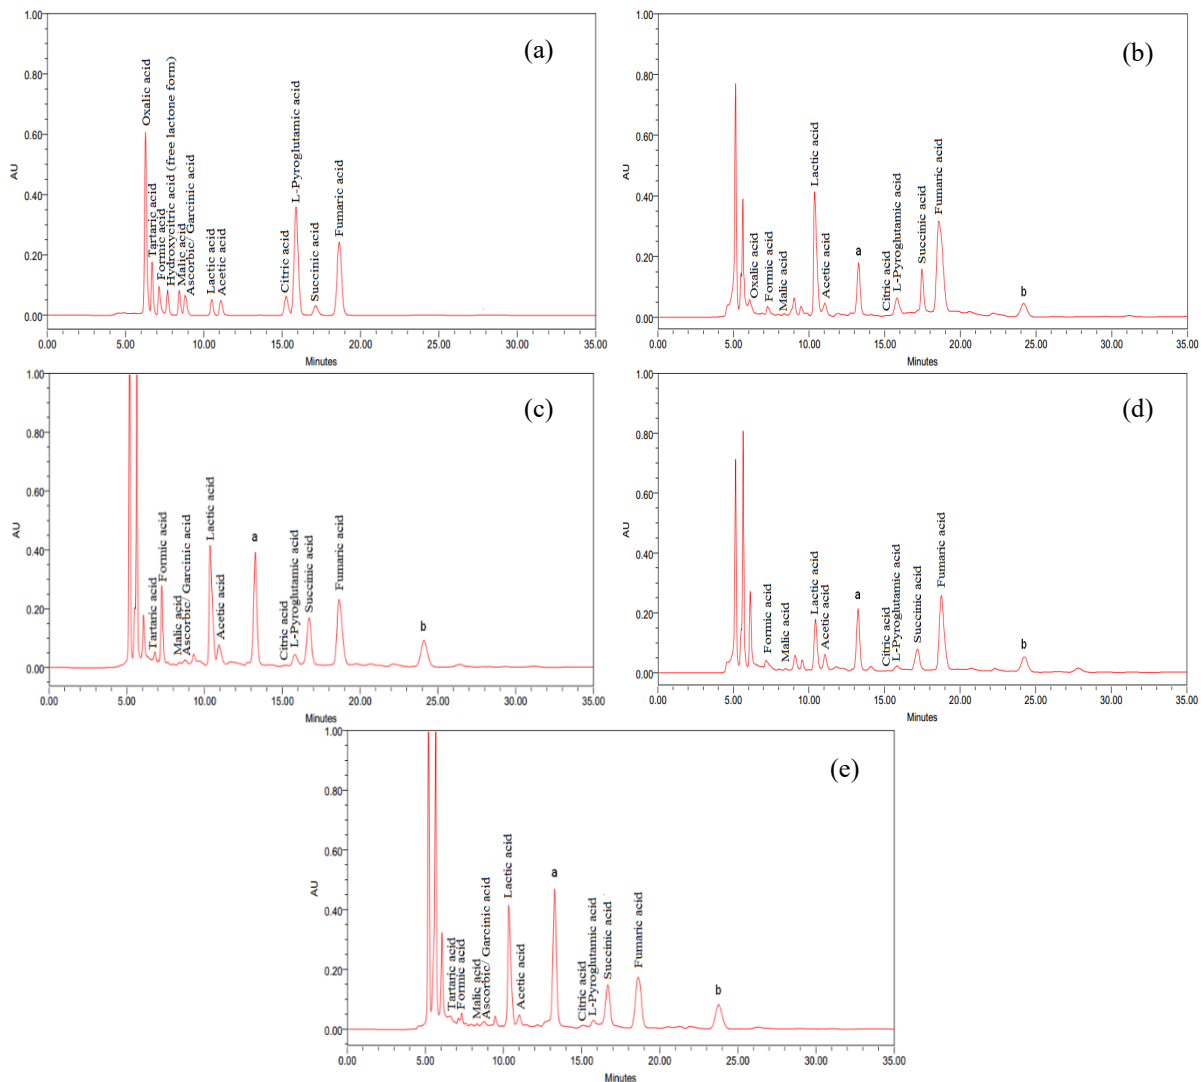 (a)
1.00
0.80
0.60
0.40
0.20
0.00
AU
Oxalic acid
Tartaric acid
Formic acid
Hydroxycitric acid (free lactone form)
Malic acid
Ascorbic/ Garcinic acid
Lactic acid
Acetic acid
Citric acid
L-Pyroglutamic acid
Succinic acid
Fumaric acid
0.00 5.00 10.00 15.00 20.00 25.00 30.00 35.00
Minutes
(b)
1.00
0.80
0.60
0.40
0.20
0.00
AU
Oxalic acid
Formic acid
Malic acid
Lactic acid
Acetic acid
a
Citric acid
L-Pyroglutamic acid
Succinic acid
Fumaric acid
b
0.00 5.00 10.00 15.00 20.00 25.00 30.00 35.00
Minutes
(c)
1.00
0.80
0.60
0.40
0.20
0.00
AU
Tartaric acid
Formic acid
Malic acid
Ascorbic/ Garcinic acid
Lactic acid
Acetic acid
a
Citric acid
L-Pyroglutamic acid
Succinic acid
Fumaric acid
b
0.00 5.00 10.00 15.00 20.00 25.00 30.00 35.00
Minutes
(d)
1.00
0.80
0.60
0.40
0.20
0.00
AU
Formic acid
Malic acid
Lactic acid
Acetic acid
a
Citric acid
L-Pyroglutamic acid
Succinic acid
Fumaric acid
b
0.00 5.00 10.00 15.00 20.00 25.00 30.00 35.00
Minutes
(e)
1.00
0.80
0.60
0.40
0.20
0.00
AU
Tartaric acid
Formic acid
Malic acid
Ascorbic/ Garcinic acid
Lactic acid
Acetic acid
a
Citric acid
L-Pyroglutamic acid
Succinic acid
Fumaric acid
b
0.00 5.00 10.00 15.00 20.00 25.00 30.00 35.00
Minutes